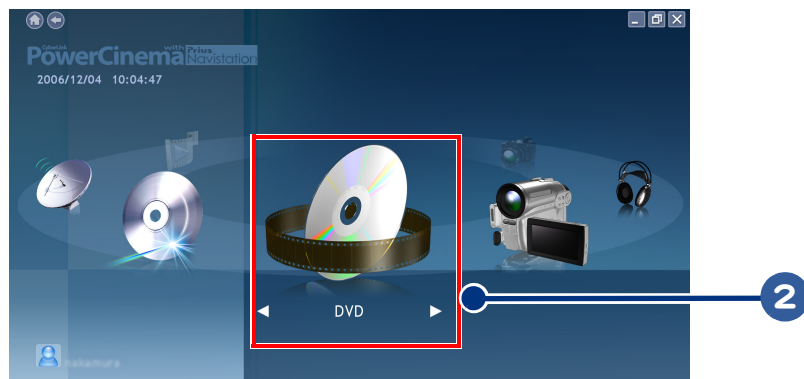 CyberLink
PowerCinema with Prius Navistation
2006/12/04 10:04:47
DVD
2
nakamura